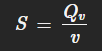 S = Q_v / v